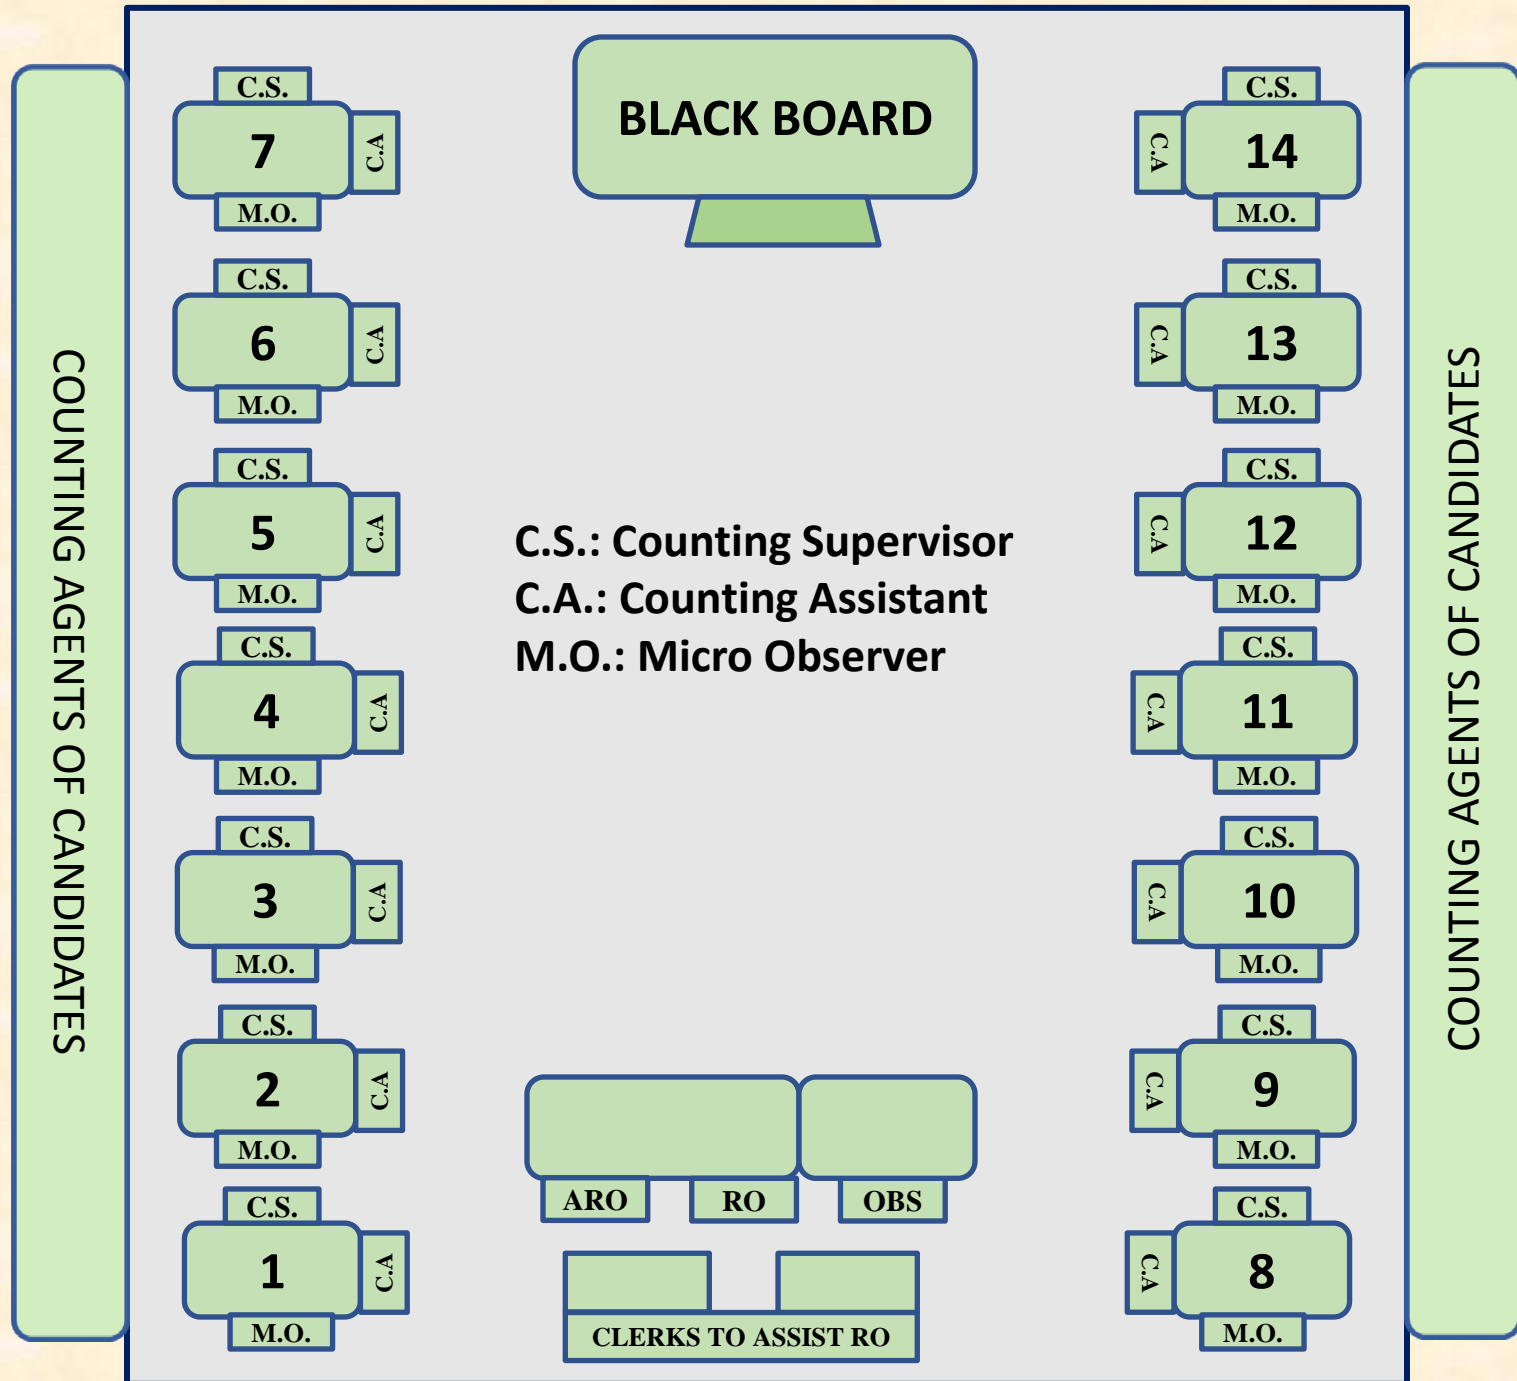 COUNTING AGENTS OF CANDIDATES
C.S.
7
C.A
M.O.
C.S.
6
C.A
M.O.
C.S.
5
C.A
M.O.
C.S.
4
C.A
M.O.
C.S.
3
C.A
M.O.
C.S.
2
C.A
M.O.
C.S.
1
C.A
M.O.
BLACK BOARD
C.S.: Counting Supervisor
C.A.: Counting Assistant
M.O.: Micro Observer
ARO
RO
OBS
CLERKS TO ASSIST RO
C.S.
C.A
14
M.O.
C.S.
C.A
13
M.O.
C.S.
C.A
12
M.O.
C.S.
C.A
11
M.O.
C.S.
C.A
10
M.O.
C.S.
C.A
9
M.O.
C.S.
C.A
8
M.O.
COUNTING AGENTS OF CANDIDATES